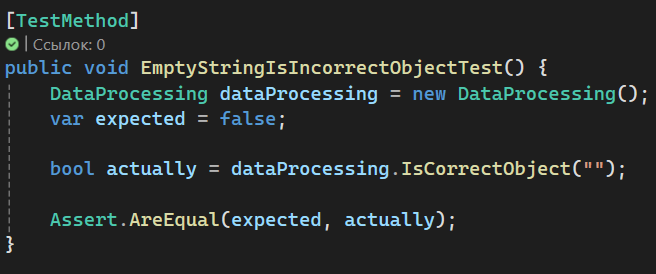 [TestMethod]
| Ссылок: 0
public void EmptyStringIsIncorrectObjectTest() {
DataProcessing dataProcessing = new DataProcessing();
var expected = false;
bool actually = dataProcessing.IsCorrectObject("");
Assert.AreEqual(expected, actually);
}